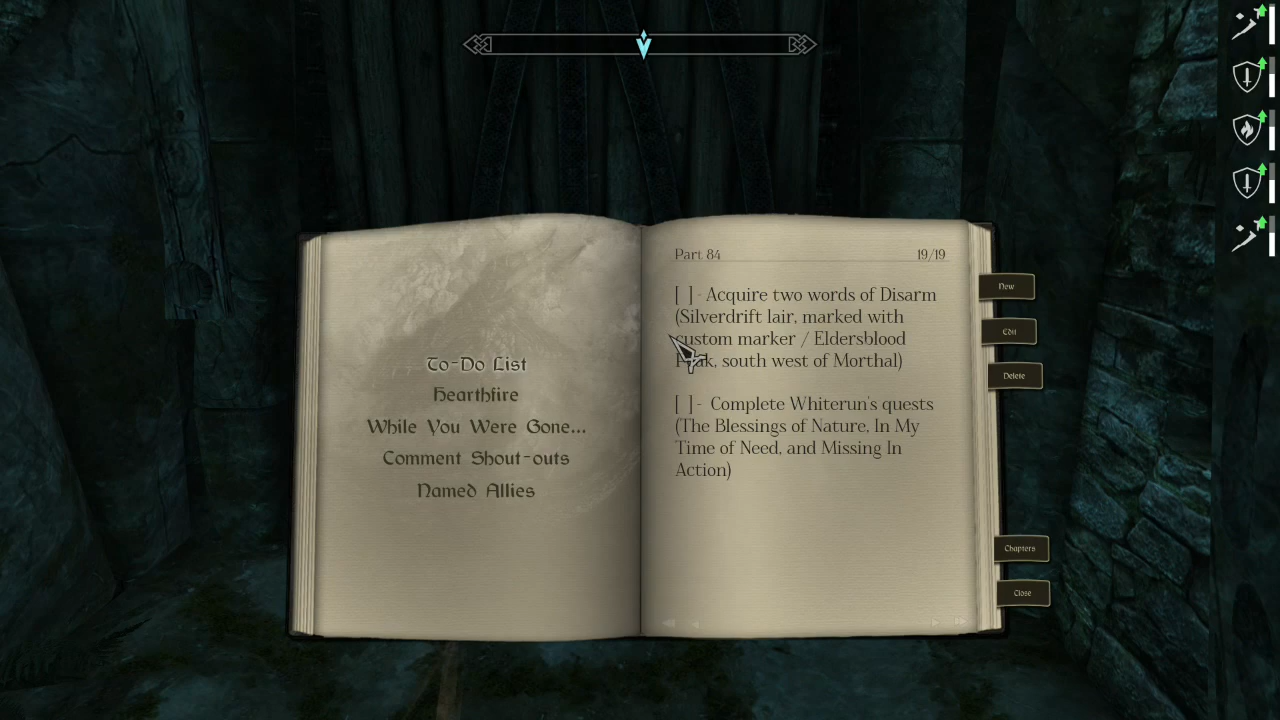 To-Do List
Hearthfire
While You Were Gone...
Comment Shout-outs
Named Allies
Part 84
19/19
[ ] - Acquire two words of Disarm
(Silverdrift lair, marked with
custom marker / Eldersblood
south west of Morthal)
[ ] - Complete Whiterun's quests
(The Blessings of Nature, In My
Time of Need, and Missing In
Action)
New
Edit
Delete
Chapters
Close